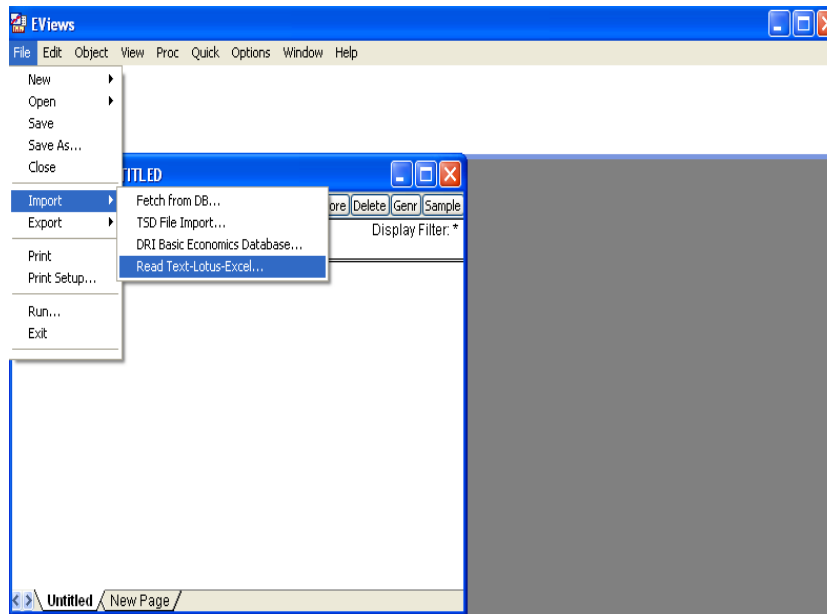 EViews
File Edit Object View Proc Quick Options Window Help
New
Open
Save
Save As...
Close
Import
Export
Print
Print Setup...
Run...
Exit
Fetch from DB...
TSD File Import...
DRI Basic Economics Database...
Read Text-Lotus-Excel...
Delete Genr Sample
Display Filter: *
Untitled New Page